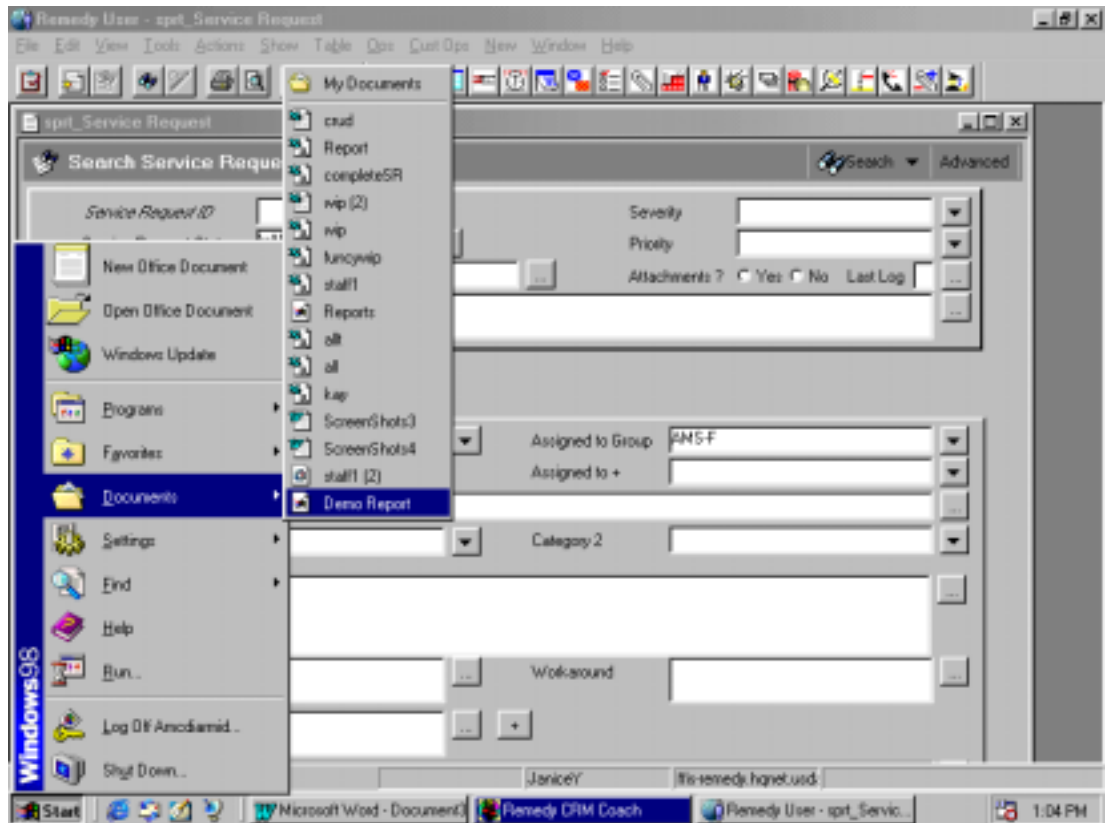 Remedy User - sprt_Service Request
File Edit View Tools Actions Show Table Ops Cust Ops New Window Help
sprt_Service Request
Search Service Reque
Search
Advanced
Service Request ID
Severity
Priority
Attachments ? Yes No Last Log
My Documents
crud
Report
completeSR
wip (2)
wip
funcywip
staff1
Reports
allt
all
kay
ScreenShots3
ScreenShots4
staff1 (2)
Demo Report
New Office Document
Open Office Document
Windows Update
Programs
Favorites
Documents
Settings
Find
Help
Run...
Log Off Amcdiarmid...
Shut Down...
Windows98
Assigned to Group AMS-F
Assigned to +
Category 2
Workaround
JaniceY
Start
Microsoft Word - Document3
Remedy CRM Coach
Remedy User - sprt_Servic...
1:04 PM